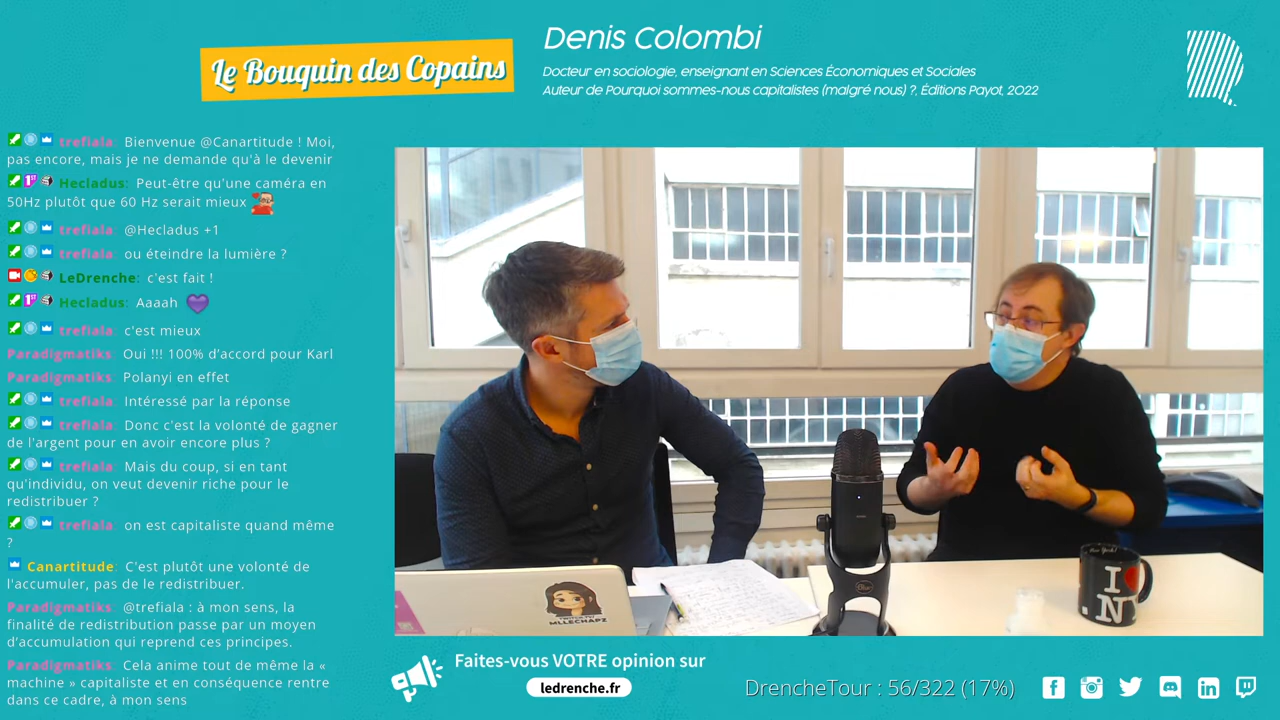 Le Bouquin des Copains
Denis Colombi
Docteur en sociologie, enseignant en Sciences Économiques et Sociales
Auteur de Pourquoi sommes-nous capitalistes (malgré nous) ?, Éditions Payot, 2022
trefiala: Bienvenue @Canartitude ! Moi,
pas encore, mais je ne demande qu'à le devenir
Hecladus: Peut-être qu'une caméra en
50Hz plutôt que 60 Hz serait mieux
trefiala: @Hecladus +1
trefiala: ou éteindre la lumière ?
LeDrenche: c'est fait !
Hecladus: Aaaah
trefiala: c'est mieux
Paradigmatiks: Oui !!! 100% d'accord pour Karl
Paradigmatiks: Polanyi en effet
trefiala: Intéressé par la réponse
trefiala: Donc c'est la volonté de gagner
de l'argent pour en avoir encore plus ?
trefiala: Mais du coup, si en tant
qu'individu, on veut devenir riche pour le
redistribuer ?
trefiala: on est capitaliste quand même
?
Canartitude: C'est plutôt une volonté de
l'accumuler, pas de le redistribuer.
Paradigmatiks: @trefiala : à mon sens, la
finalité de redistribution passe par un moyen
d'accumulation qui reprend ces principes.
Paradigmatiks: Cela anime tout de même la «
machine » capitaliste et en conséquence rentre
dans ce cadre, à mon sens
MLLECHAPZ
blue
New York!
I
N
Faites-vous VOTRE opinion sur
ledrenche.fr
DrencheTour : 56/322 (17%)